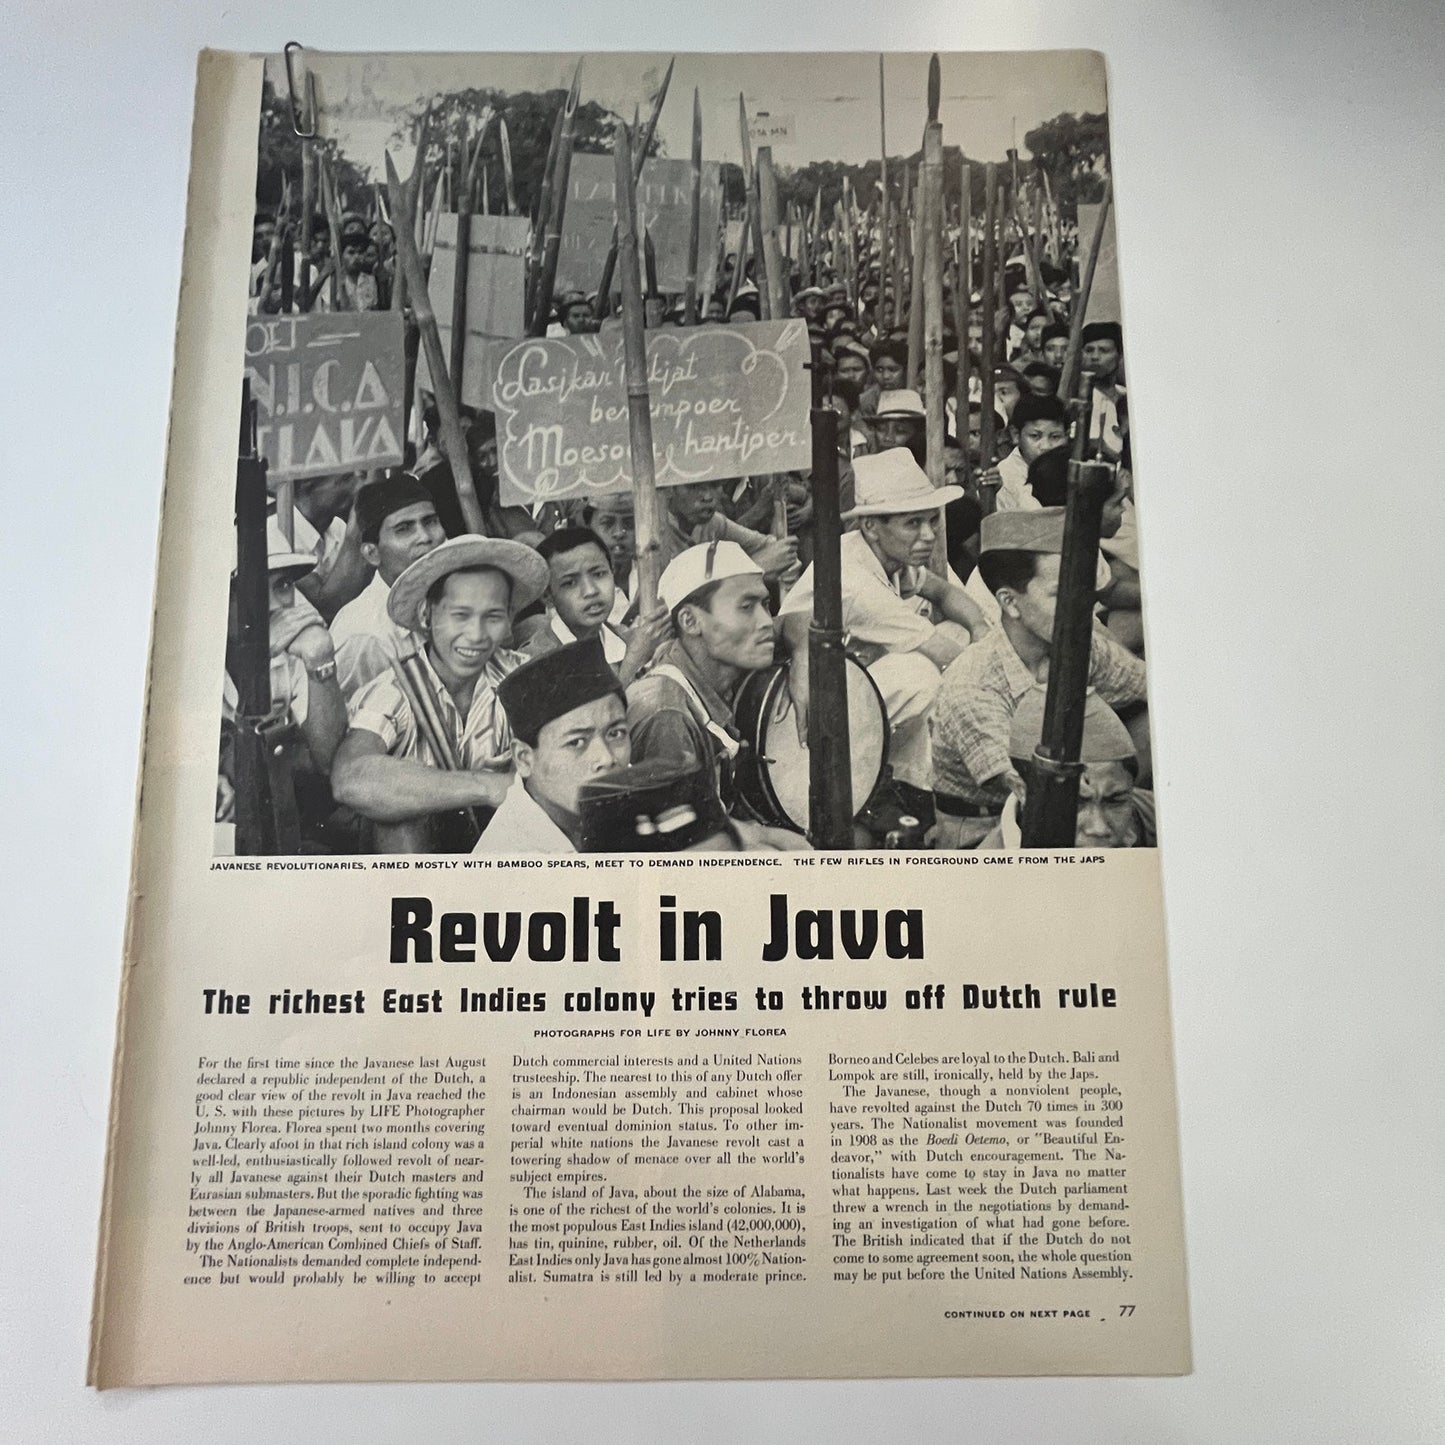 OET =
N.I.C.A.
TJLAKA
Lasjkar Rakjat
bertempoer
Moesoeh hantjoer.
JAVANESE REVOLUTIONARIES, ARMED MOSTLY WITH BAMBOO SPEARS, MEET TO DEMAND INDEPENDENCE. THE FEW RIFLES IN FOREGROUND CAME FROM THE JAPS
Revolt in Java
The richest East Indies colony tries to throw off Dutch rule
PHOTOGRAPHS FOR LIFE BY JOHNNY FLOREA
For the first time since the Javanese last August
declared a republic independent of the Dutch, a
good clear view of the revolt in Java reached the
U. S. with these pictures by LIFE Photographer
Johnny Florea. Florea spent two months covering
Java. Clearly afoot in that rich island colony was a
well-led, enthusiastically followed revolt of near-
ly all Javanese against their Dutch masters and
Eurasian submasters. But the sporadic fighting was
between the Japanese-armed natives and three
divisions of British troops, sent to occupy Java
by the Anglo-American Combined Chiefs of Staff.
The Nationalists demanded complete independ-
ence but would probably be willing to accept
Dutch commercial interests and a United Nations
trusteeship. The nearest to this of any Dutch offer
is an Indonesian assembly and cabinet whose
chairman would be Dutch. This proposal looked
toward eventual dominion status. To other im-
perial white nations the Javanese revolt cast a
towering shadow of menace over all the world's
subject empires.
The island of Java, about the size of Alabama,
is one of the richest of the world's colonies. It is
the most populous East Indies island (42,000,000),
has tin, quinine, rubber, oil. Of the Netherlands
East Indies only Java has gone almost 100% Nation-
alist. Sumatra is still led by a moderate prince.
Borneo and Celebes are loyal to the Dutch. Bali and
Lompok are still, ironically, held by the Japs.
The Javanese, though a nonviolent people,
have revolted against the Dutch 70 times in 300
years. The Nationalist movement was founded
in 1908 as the Boedi Oetemo, or "Beautiful En-
deavor," with Dutch encouragement. The Na-
tionalists have come to stay in Java no matter
what happens. Last week the Dutch parliament
threw a wrench in the negotiations by demand-
ing an investigation of what had gone before.
The British indicated that if the Dutch do not
come to some agreement soon, the whole question
may be put before the United Nations Assembly.
CONTINUED ON NEXT PAGE 77